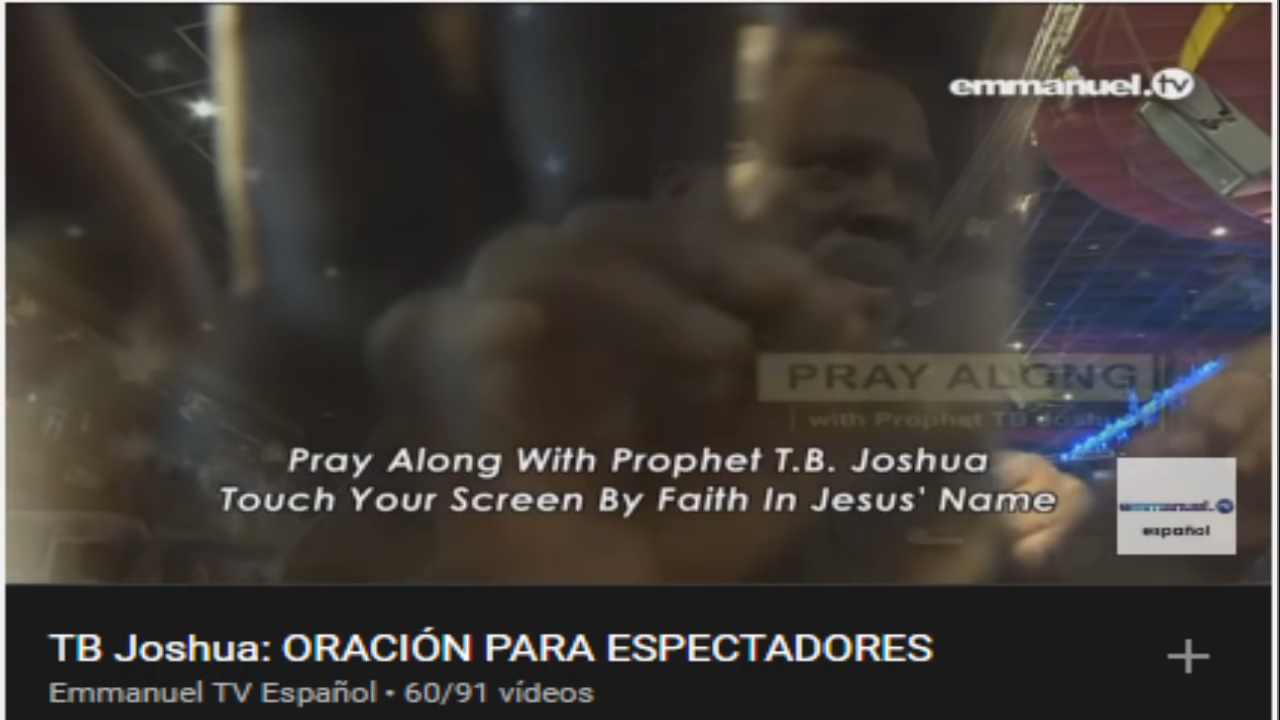 emmanuel.tv
PRAY ALONG
with Prophet TB Joshua
Pray Along With Prophet T.B. Joshua
Touch Your Screen By Faith In Jesus' Name
emmanuel.tv
español
TB Joshua: ORACIÓN PARA ESPECTADORES
Emmanuel TV Español • 60/91 vídeos